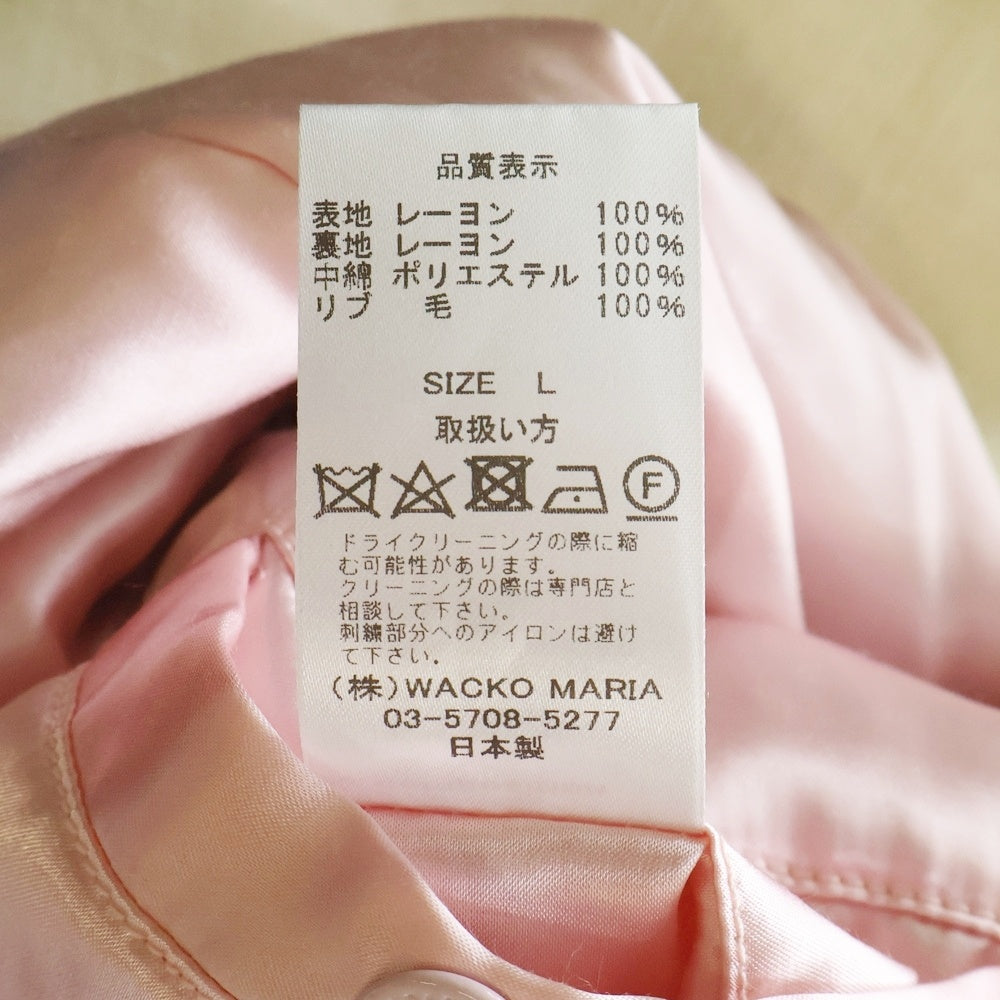 品質表示
表地 レーヨン 100%
裏地 レーヨン 100%
中綿 ポリエステル 100%
リブ 毛 100%
SIZE L
取扱い方
F
ドライクリーニングの際に縮
む可能性があります。
クリーニングの際は専門店と
相談して下さい。
刺繍部分へのアイロンは避け
て下さい。
(株)WACKO MARIA
03-5708-5277
日本製